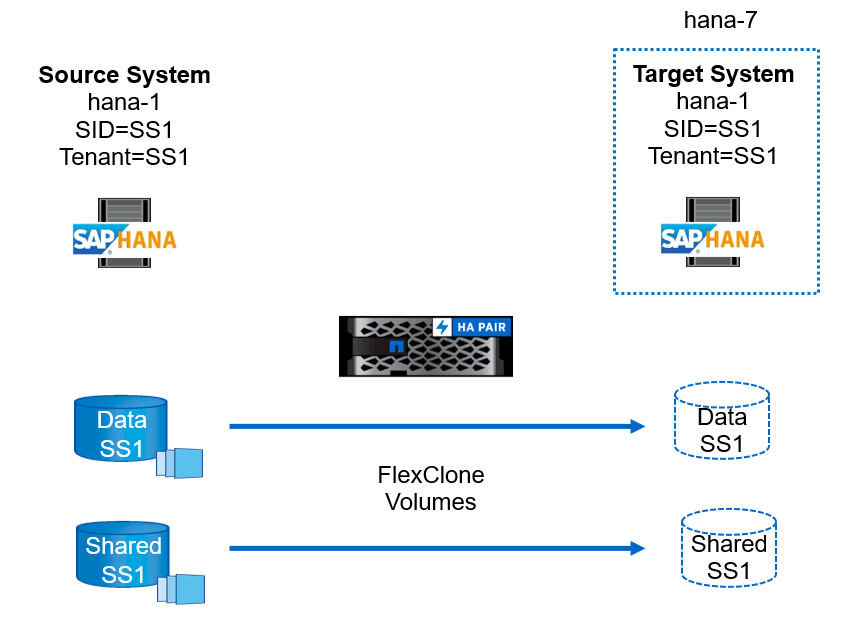 hana-7
Source System
hana-1
SID=SS1
Tenant=SS1
Target System
hana-1
SID=SS1
Tenant=SS1
SAP HANA
SAP HANA
HA PAIR
Data
SS1
Data
SS1
FlexClone
Volumes
Shared
SS1
Shared
SS1